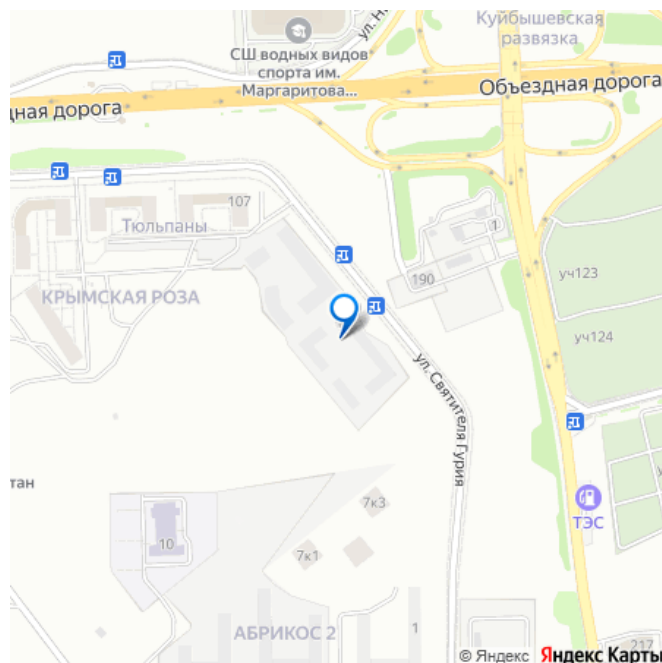 Куйбышевская
развязка
ул. Н
СШ водных видов
спорта им.
Маргаритова...
Объездная дорога
дная дорога
107
Тюльпаны
1
190
уч123
КРЫМСКАЯ РОЗА
уч124
ул. Святителя Гурия
тан
7к3
ТЭС
10
7к1
АБРИКОС 2
1
217
© Яндекс Яндекс Карты